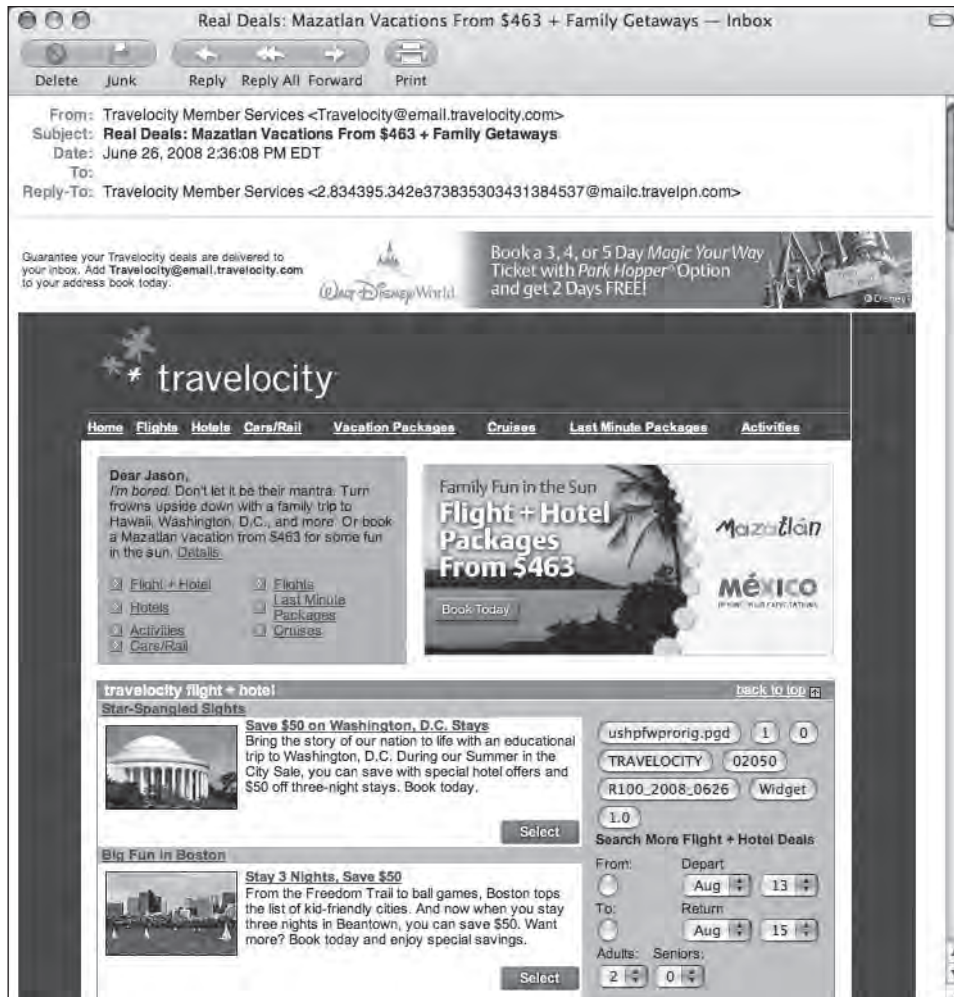 Real Deals: Mazatlan Vacations From $463 + Family Getaways — Inbox
Delete Junk Reply Reply All Forward Print
From: Travelocity Member Services <Travelocity@email.travelocity.com>
Subject: Real Deals: Mazatlan Vacations From $463 + Family Getaways
Date: June 26, 2008 2:36:08 PM EDT
To:
Reply-To: Travelocity Member Services <2.834395.342e373835303431384537@mailc.travelpn.com>
Guarantee your Travelocity deals are delivered to
your inbox. Add Travelocity@email.travelocity.com
to your address book today.
Walt Disney World
Book a 3, 4, or 5 Day Magic Your Way
Ticket with Park Hopper® Option
and get 2 Days FREE!
©Disney
travelocity
Home Flights Hotels Cars/Rail Vacation Packages Cruises Last Minute Packages Activities
Dear Jason,
I'm bored. Don't let it be their mantra. Turn
frowns upside down with a family trip to
Hawaii, Washington, D.C., and more. Or book
a Mazatlan vacation from $463 for some fun
in the sun. Details.
Flight + Hotel
Hotels
Activities
Cars/Rail
Flights
Last Minute
Packages
Cruises
Family Fun in the Sun
Flight + Hotel
Packages
From $463
Book Today
Mazatlán
MéXICO
travelocity flight + hotel back to top
Star-Spangled Sights
Save $50 on Washington, D.C. Stays
Bring the story of our nation to life with an educational
trip to Washington, D.C. During our Summer in the
City Sale, you can save with special hotel offers and
$50 off three-night stays. Book today.
Select
Big Fun in Boston
Stay 3 Nights, Save $50
From the Freedom Trail to ball games, Boston tops
the list of kid-friendly cities. And now when you stay
three nights in Beantown, you can save $50. Want
more? Book today and enjoy special savings.
Select
ushpfwprorig.pgd 1 0
TRAVELOCITY 02050
R100_2008_0626 Widget
1.0
Search More Flight + Hotel Deals
From: Depart
Aug 13
To: Return
Aug 15
Adults: Seniors:
2 0